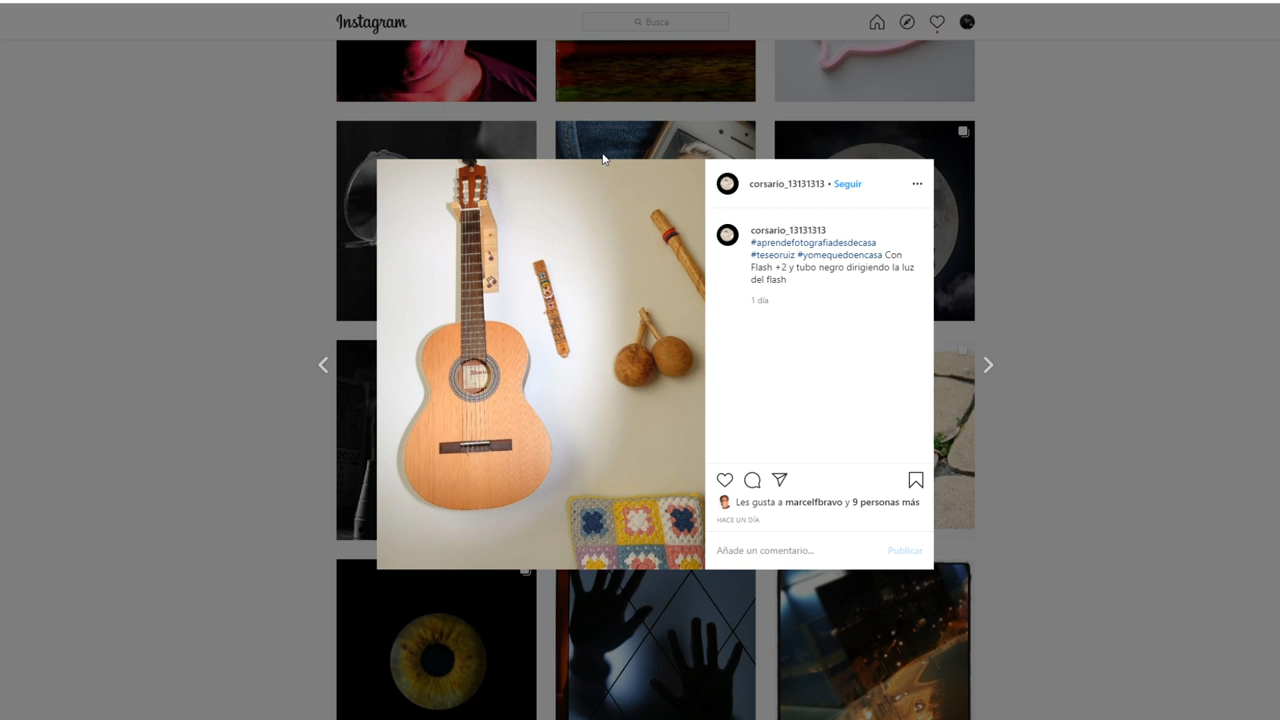 Instagram
Busca
corsario_13131313 • Seguir
corsario_13131313
#aprendefotografiadesdecasa
#teseoruiz #yomequedoencasa Con
Flash +2 y tubo negro dirigiendo la luz
del flash
1 día
Les gusta a marcelfbravo y 9 personas más
HACE UN DÍA
Añade un comentario...
Publicar